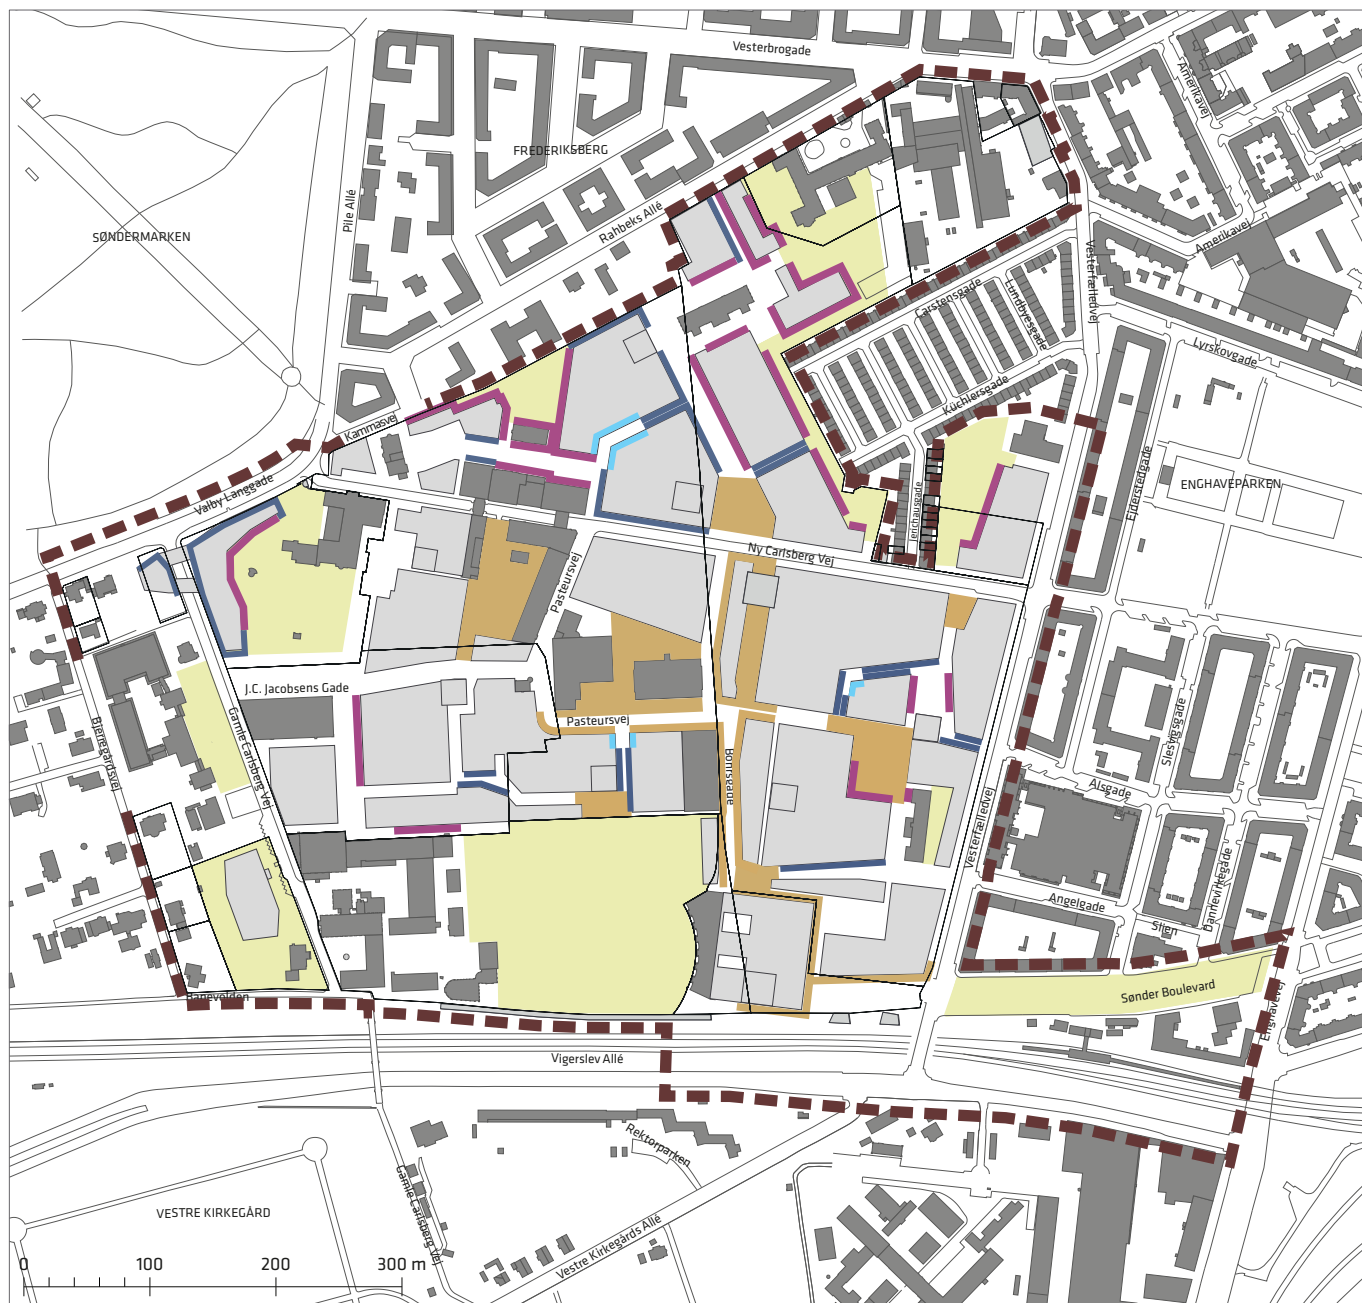 Vesterbrogade
Amerikavej
FREDERIKSBERG
Pile Allé
Rahbeks Allé
SØNDERMARKEN
Amerikavej
Vesterfælledvej
Carstensgade
Lundbyesgade
Lyrskovgade
Küchlersgade
Kammasvej
Valby Langgade
Ejderstedgade
ENGHAVEPARKEN
Jerichausgade
Ny Carlsberg Vej
Pasteursvej
J.C. Jacobsens Gade
Gamle Carlsberg Vej
Bjerregårdsvej
Pasteursvej
Bohrsgade
Slesvigsgade
Alsgade
Vesterfælledvej
Dannevirkegade
Angelgade
Slien
Banevolden
Sønder Boulevard
Enghavevej
Vigerslev Allé
Rektorparken
Gamle Carlsberg Vej
VESTRE KIRKEGÅRD
Vestre Kirkegårds Allé
0 100 200 300 m